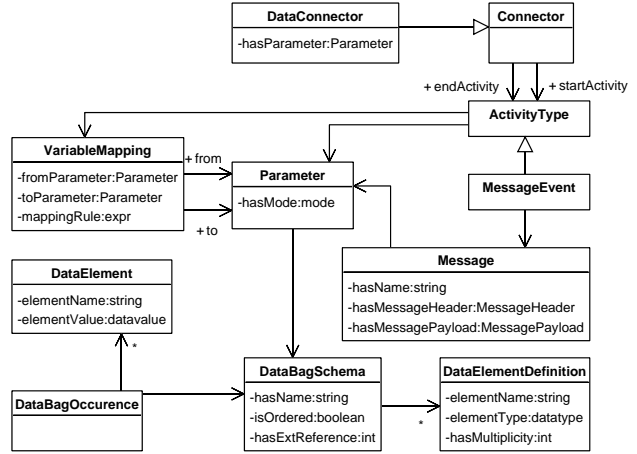 DataConnector
-hasParameter:Parameter
Connector
+ endActivity
+ startActivity
ActivityType
VariableMapping
-fromParameter:Parameter
-toParameter:Parameter
-mappingRule:expr
+ from
+ to
Parameter
-hasMode:mode
MessageEvent
Message
-hasName:string
-hasMessageHeader:MessageHeader
-hasMessagePayload:MessagePayload
DataElement
-elementName:string
-elementValue:datavalue
*
DataBagOccurence
DataBagSchema
-hasName:string
-isOrdered:boolean
-hasExtReference:int
*
DataElementDefinition
-elementName:string
-elementType:datatype
-hasMultiplicity:int